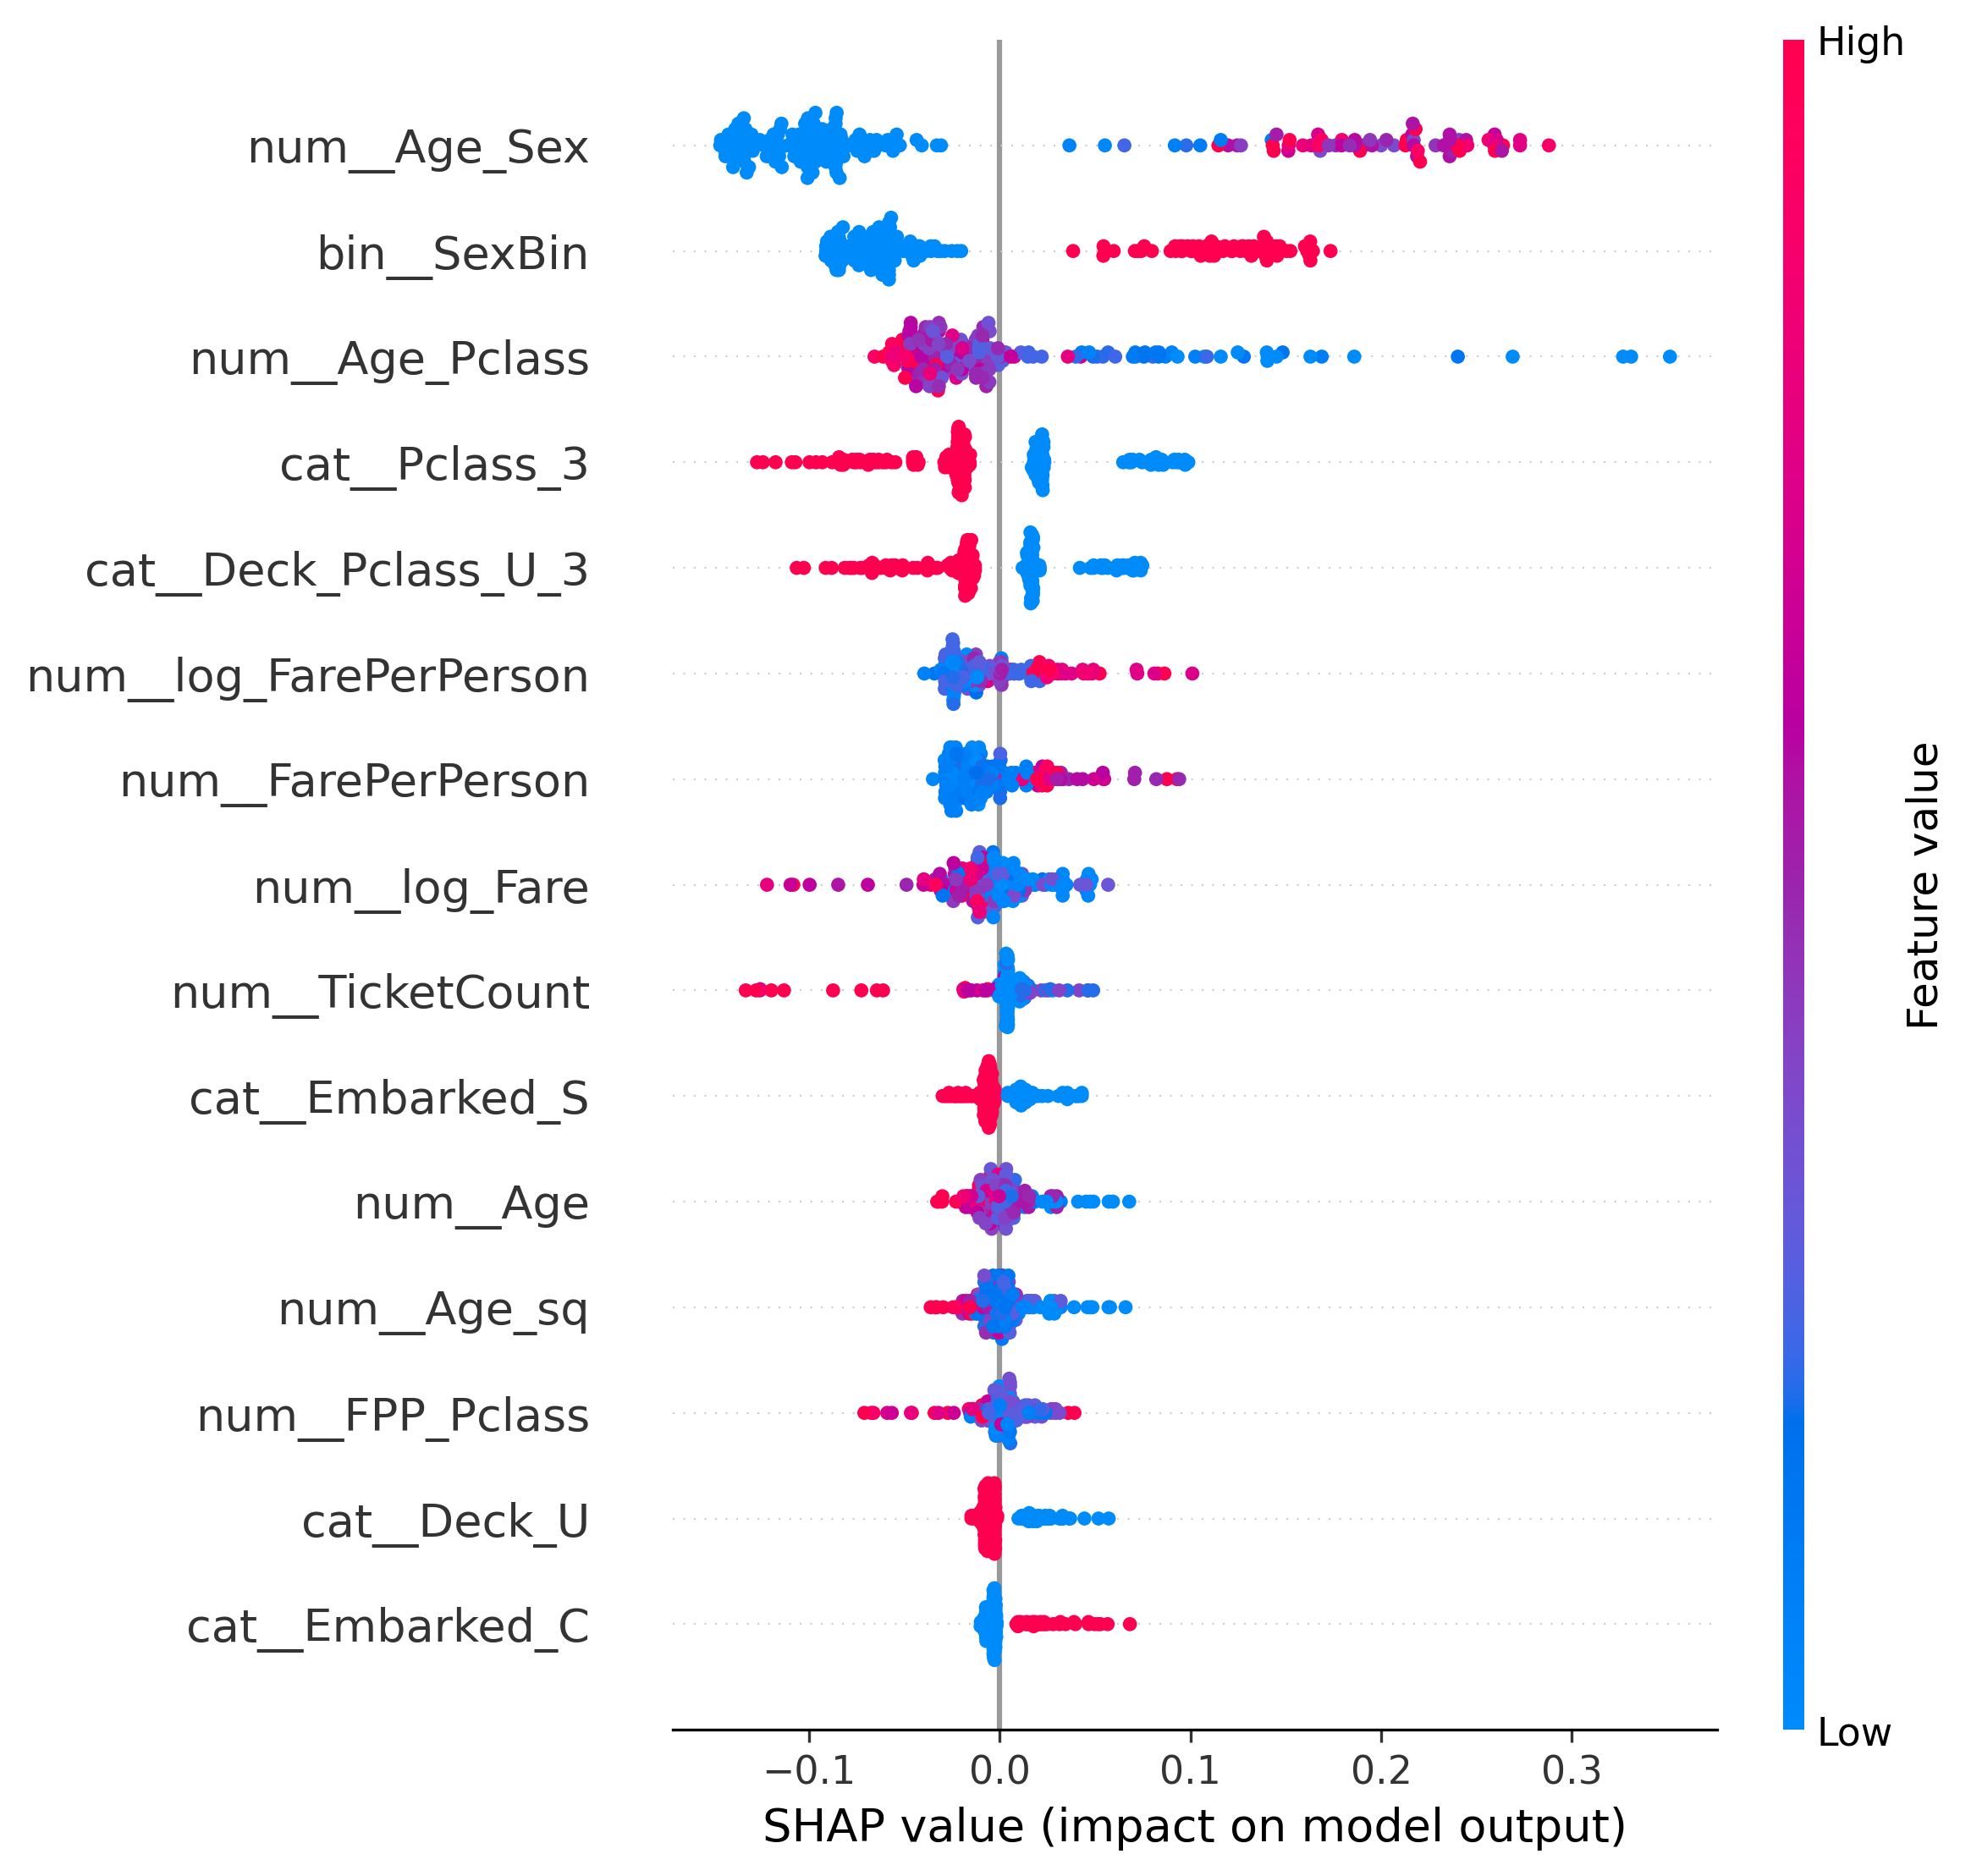 High
num__Age_Sex
bin__SexBin
num__Age_Pclass
cat__Pclass_3
cat__Deck_Pclass_U_3
num__log_FarePerPerson
num__FarePerPerson
num__log_Fare
num__TicketCount
cat__Embarked_S
num__Age
num__Age_sq
num__FPP_Pclass
cat__Deck_U
cat__Embarked_C
Feature value
Low
−0.1 0.0 0.1 0.2 0.3
SHAP value (impact on model output)